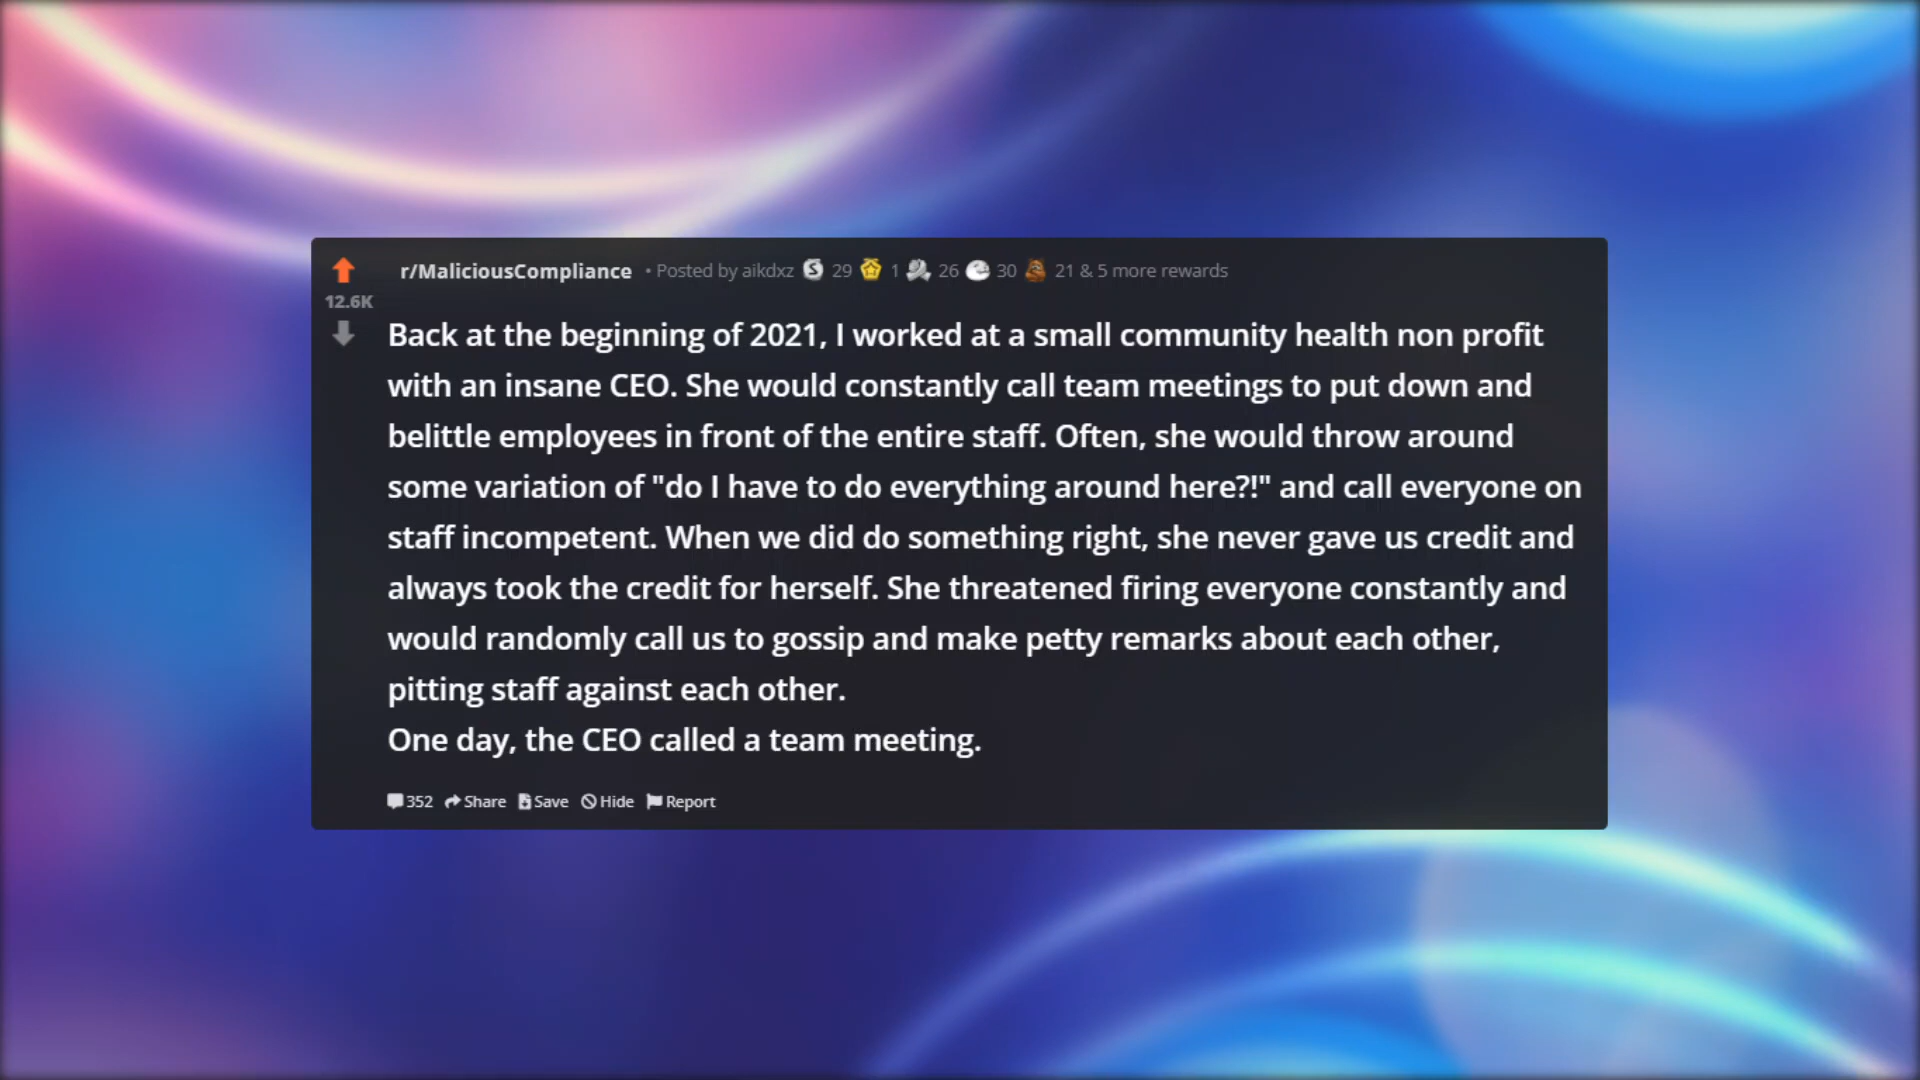 r/MaliciousCompliance • Posted by aikdxz 29 1 26 30 21 & 5 more rewards
12.6K
Back at the beginning of 2021, I worked at a small community health non profit
with an insane CEO. She would constantly call team meetings to put down and
belittle employees in front of the entire staff. Often, she would throw around
some variation of "do I have to do everything around here?!" and call everyone on
staff incompetent. When we did do something right, she never gave us credit and
always took the credit for herself. She threatened firing everyone constantly and
would randomly call us to gossip and make petty remarks about each other,
pitting staff against each other.
One day, the CEO called a team meeting.
352 Share Save Hide Report